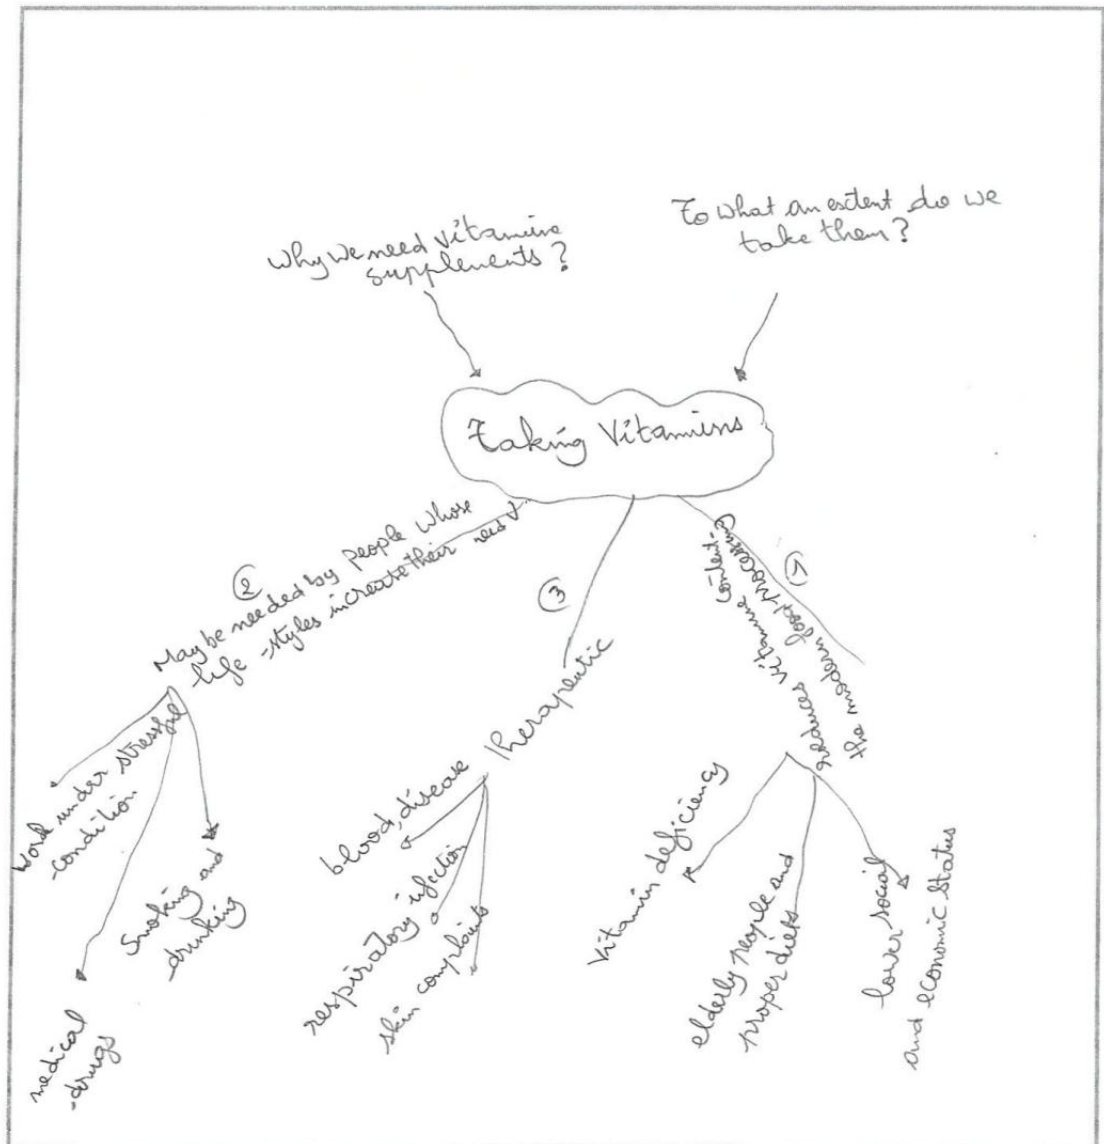 Why we need vitamine
supplements?
To what an extent do we
take them?
Taking Vitamins
②
May be needed by people whose
life-styles increase their need
Work under stressful
-condition
medical
-drugs
Smoking and
-drinking
③
Therapeutic
blood, disease
respiratory ifection
skin complaints
①
the modern food processing
reduces vitamine content
Vitamin deficiency
elderly people and
proper diets
lower social
and economic status